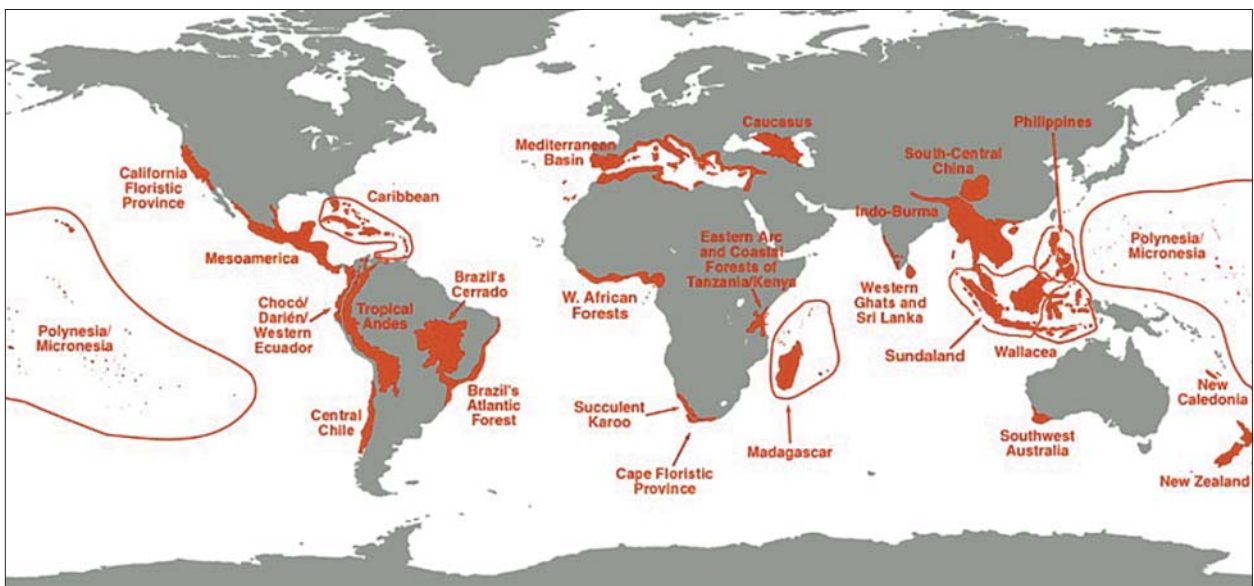 California
Floristic
Province
Caribbean
Mesoamerica
Polynesia/
Micronesia
Chocó/
Darién/
Western
Ecuador
Tropical
Andes
Brazil's
Cerrado
Brazil's
Atlantic
Forest
Central
Chile
Mediterranean
Basin
Caucasus
W. African
Forests
Eastern Arc
and Coastal
Forests of
Tanzania/Kenya
Succulent
Karoo
Cape Floristic
Province
Madagascar
South-Central
China
Philippines
Indo-Burma
Western
Ghats and
Sri Lanka
Sundaland
Wallacea
Polynesia/
Micronesia
New
Caledonia
Southwest
Australia
New Zealand